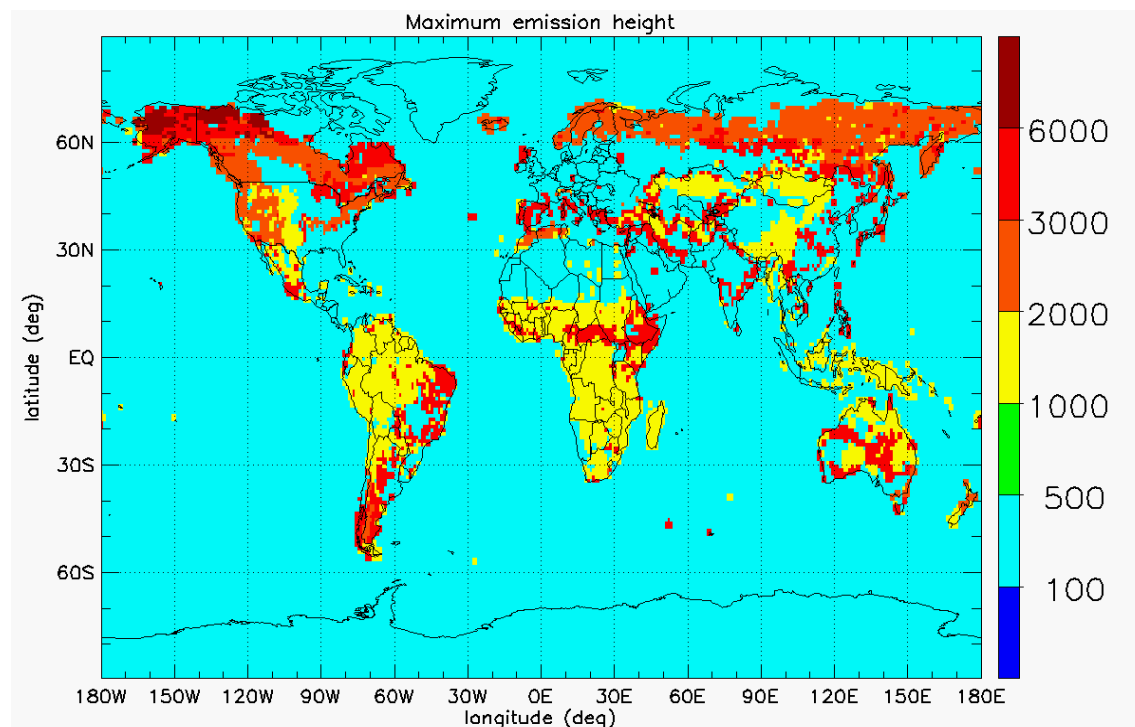 Maximum emission height
6000
60N
3000
30N
2000
EQ
1000
30S
500
60S
100
latitude (deg)
180W 150W 120W 90W 60W 30W 0E 30E 60E 90E 120E 150E 180E
longitude (deg)